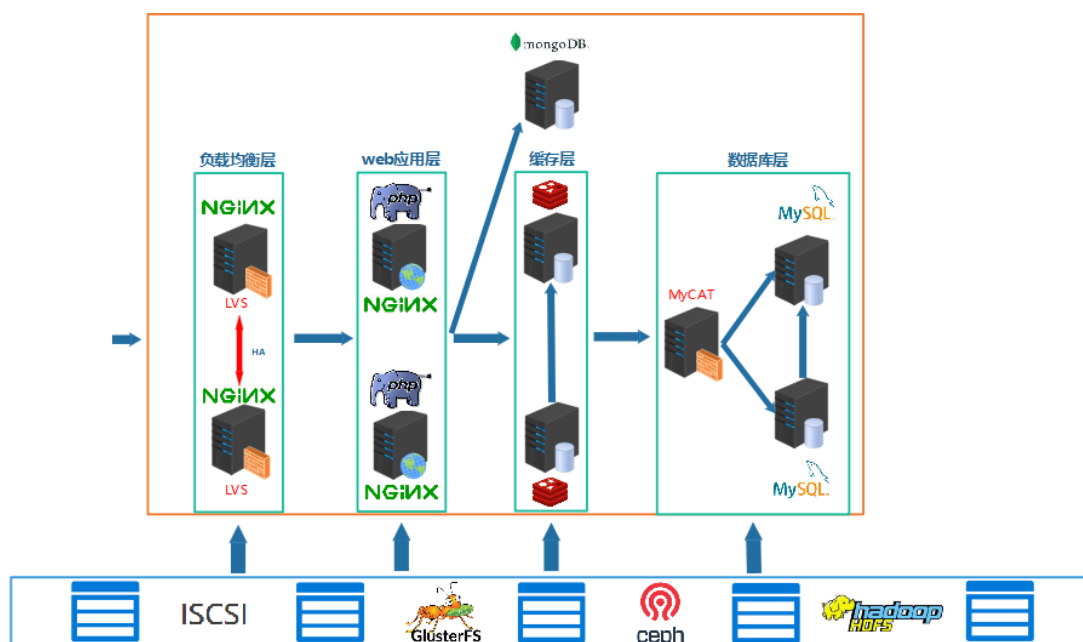 mongoDB
负载均衡层
web应用层
缓存层
数据库层
NGiNX
php
MySQL
LVS
NGiNX
MyCAT
HA
NGiNX
php
LVS
NGiNX
MySQL
ISCSI
GlusterFS
ceph
hadoop
HDFS